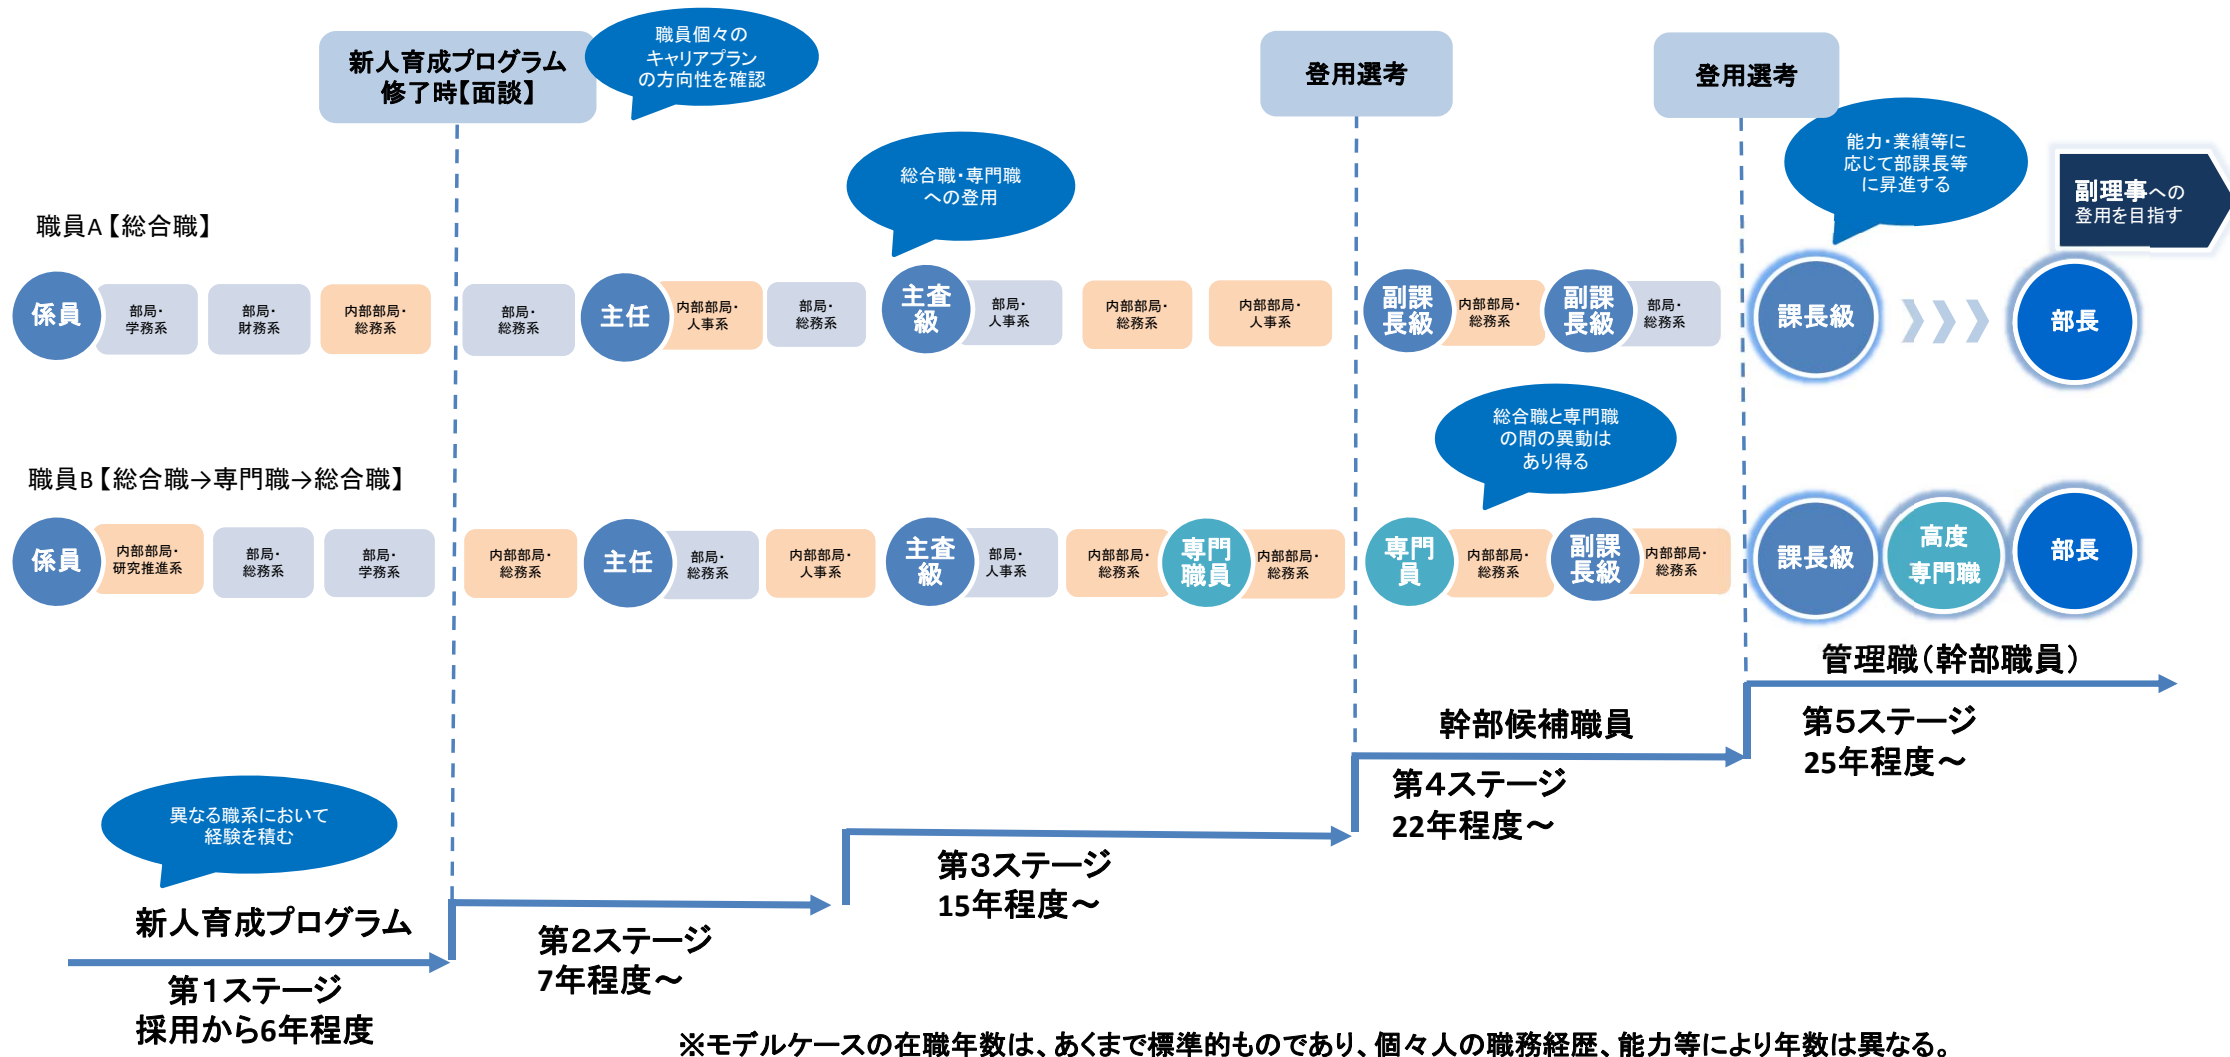 新人育成プログラム
修了時【面談】
職員個々の
キャリアプラン
の方向性を確認
登用選考
登用選考
総合職・専門職
への登用
能力・業績等に
応じて部課長等
に昇進する
副理事への
登用を目指す
職員A【総合職】
係員
部局・
学務系
部局・
財務系
内部部局・
総務系
部局・
総務系
主任
内部部局・
人事系
部局・
総務系
主査
級
部局・
人事系
内部部局・
総務系
内部部局・
人事系
副課
長級
内部部局・
総務系
副課
長級
部局・
総務系
課長級
部長
総合職と専門職
の間の異動は
あり得る
職員B【総合職→専門職→総合職】
係員
内部部局・
研究推進系
部局・
総務系
部局・
学務系
内部部局・
総務系
主任
部局・
総務系
内部部局・
人事系
主査
級
部局・
人事系
内部部局・
総務系
専門
職員
内部部局・
総務系
専門
員
内部部局・
総務系
副課
長級
内部部局・
総務系
課長級
高度
専門職
部長
管理職（幹部職員）
第５ステージ
25年程度～
幹部候補職員
第４ステージ
22年程度～
第３ステージ
15年程度～
第２ステージ
7年程度～
異なる職系において
経験を積む
新人育成プログラム
第１ステージ
採用から6年程度
※モデルケースの在職年数は、あくまで標準的ものであり、個々人の職務経歴、能力等により年数は異なる。